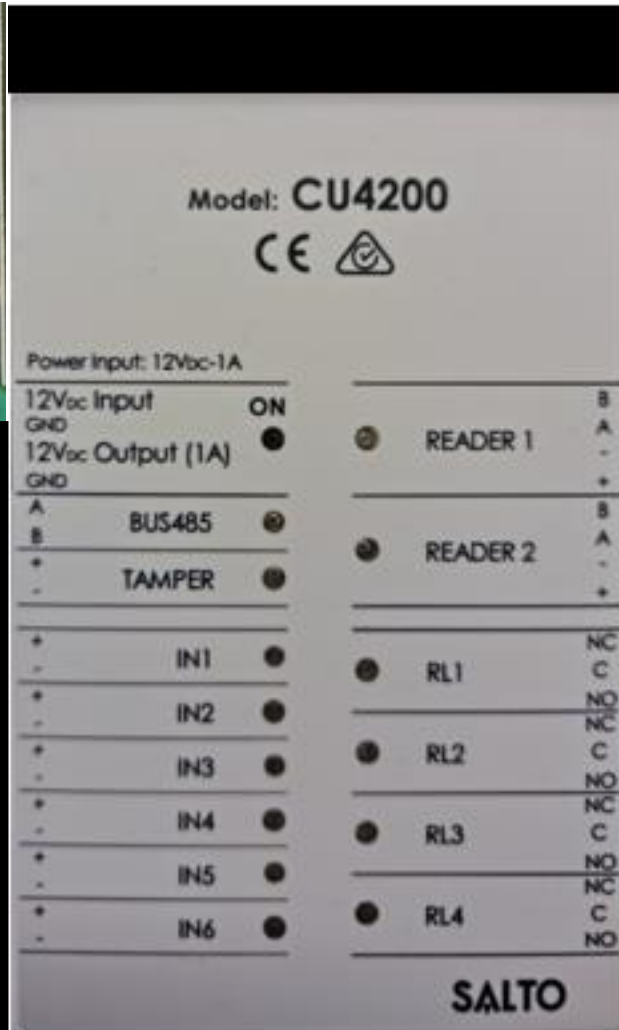 Model: CU4200
CE
Power Input: 12VDC-1A
12VDC Input
ON
GND
12VDC Output (1A)
GND
A
BUS485
B
+
TAMPER
-
+
IN1
-
+
IN2
-
+
IN3
-
+
IN4
-
+
IN5
-
+
IN6
-
B
READER 1
A
-
+
B
READER 2
A
-
+
NC
RL1
C
NO
NC
RL2
C
NO
NC
RL3
C
NO
NC
RL4
C
NO
SALTO